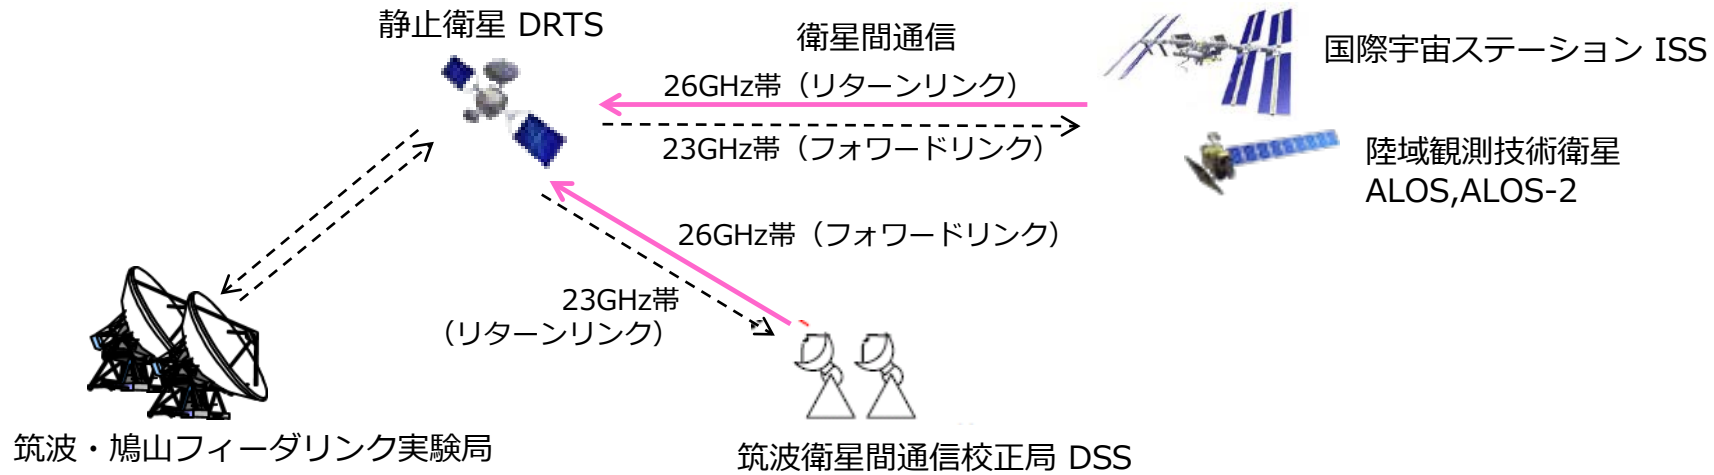 静止衛星 DRTS
衛星間通信
国際宇宙ステーション ISS
26GHz帯（リターンリンク）
23GHz帯（フォワードリンク）
陸域観測技術衛星
ALOS,ALOS-2
26GHz帯（フォワードリンク）
23GHz帯
（リターンリンク）
筑波・鳩山フィーダリンク実験局
筑波衛星間通信校正局 DSS